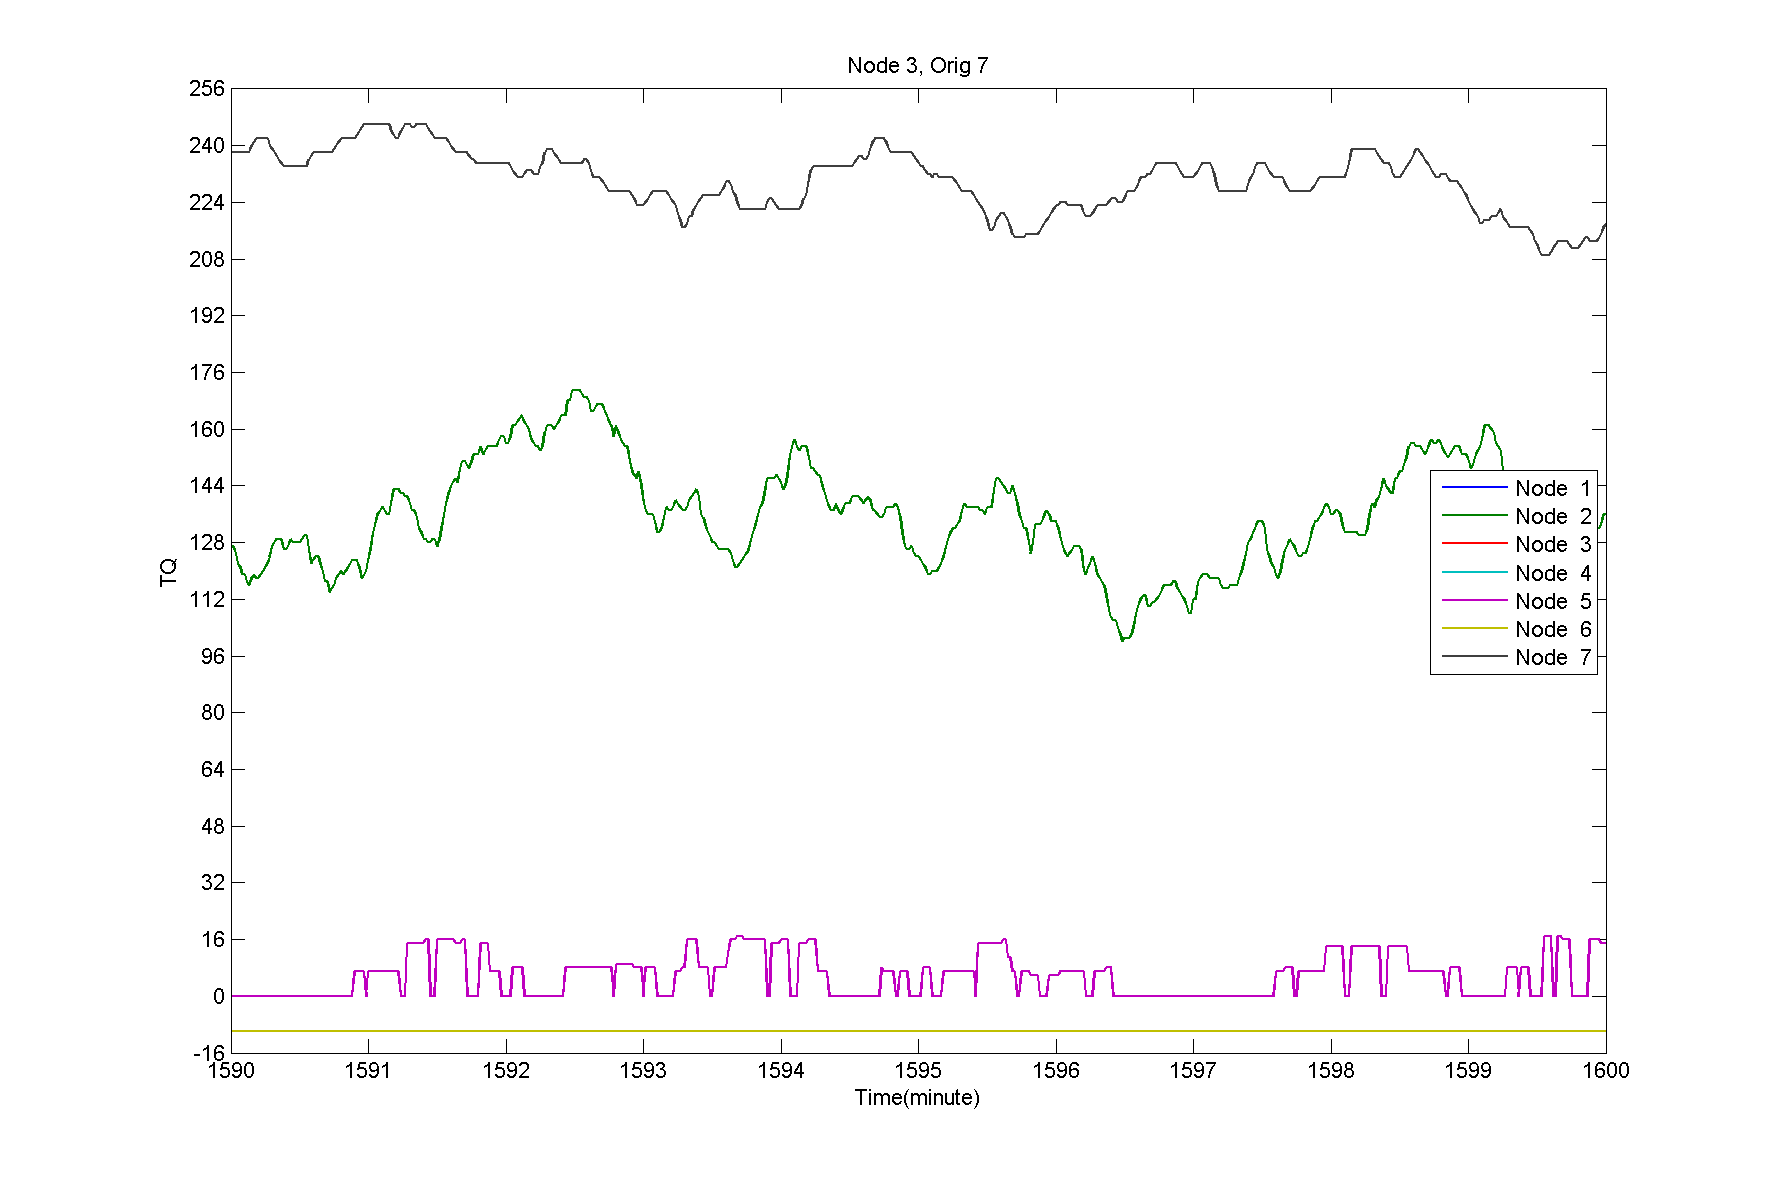 Node 3, Orig 7
256
240
224
208
192
176
160
144
128
112
96
80
64
48
32
16
0
-16
TQ
Node 1
Node 2
Node 3
Node 4
Node 5
Node 6
Node 7
1590 1591 1592 1593 1594 1595 1596 1597 1598 1599 1600
Time(minute)